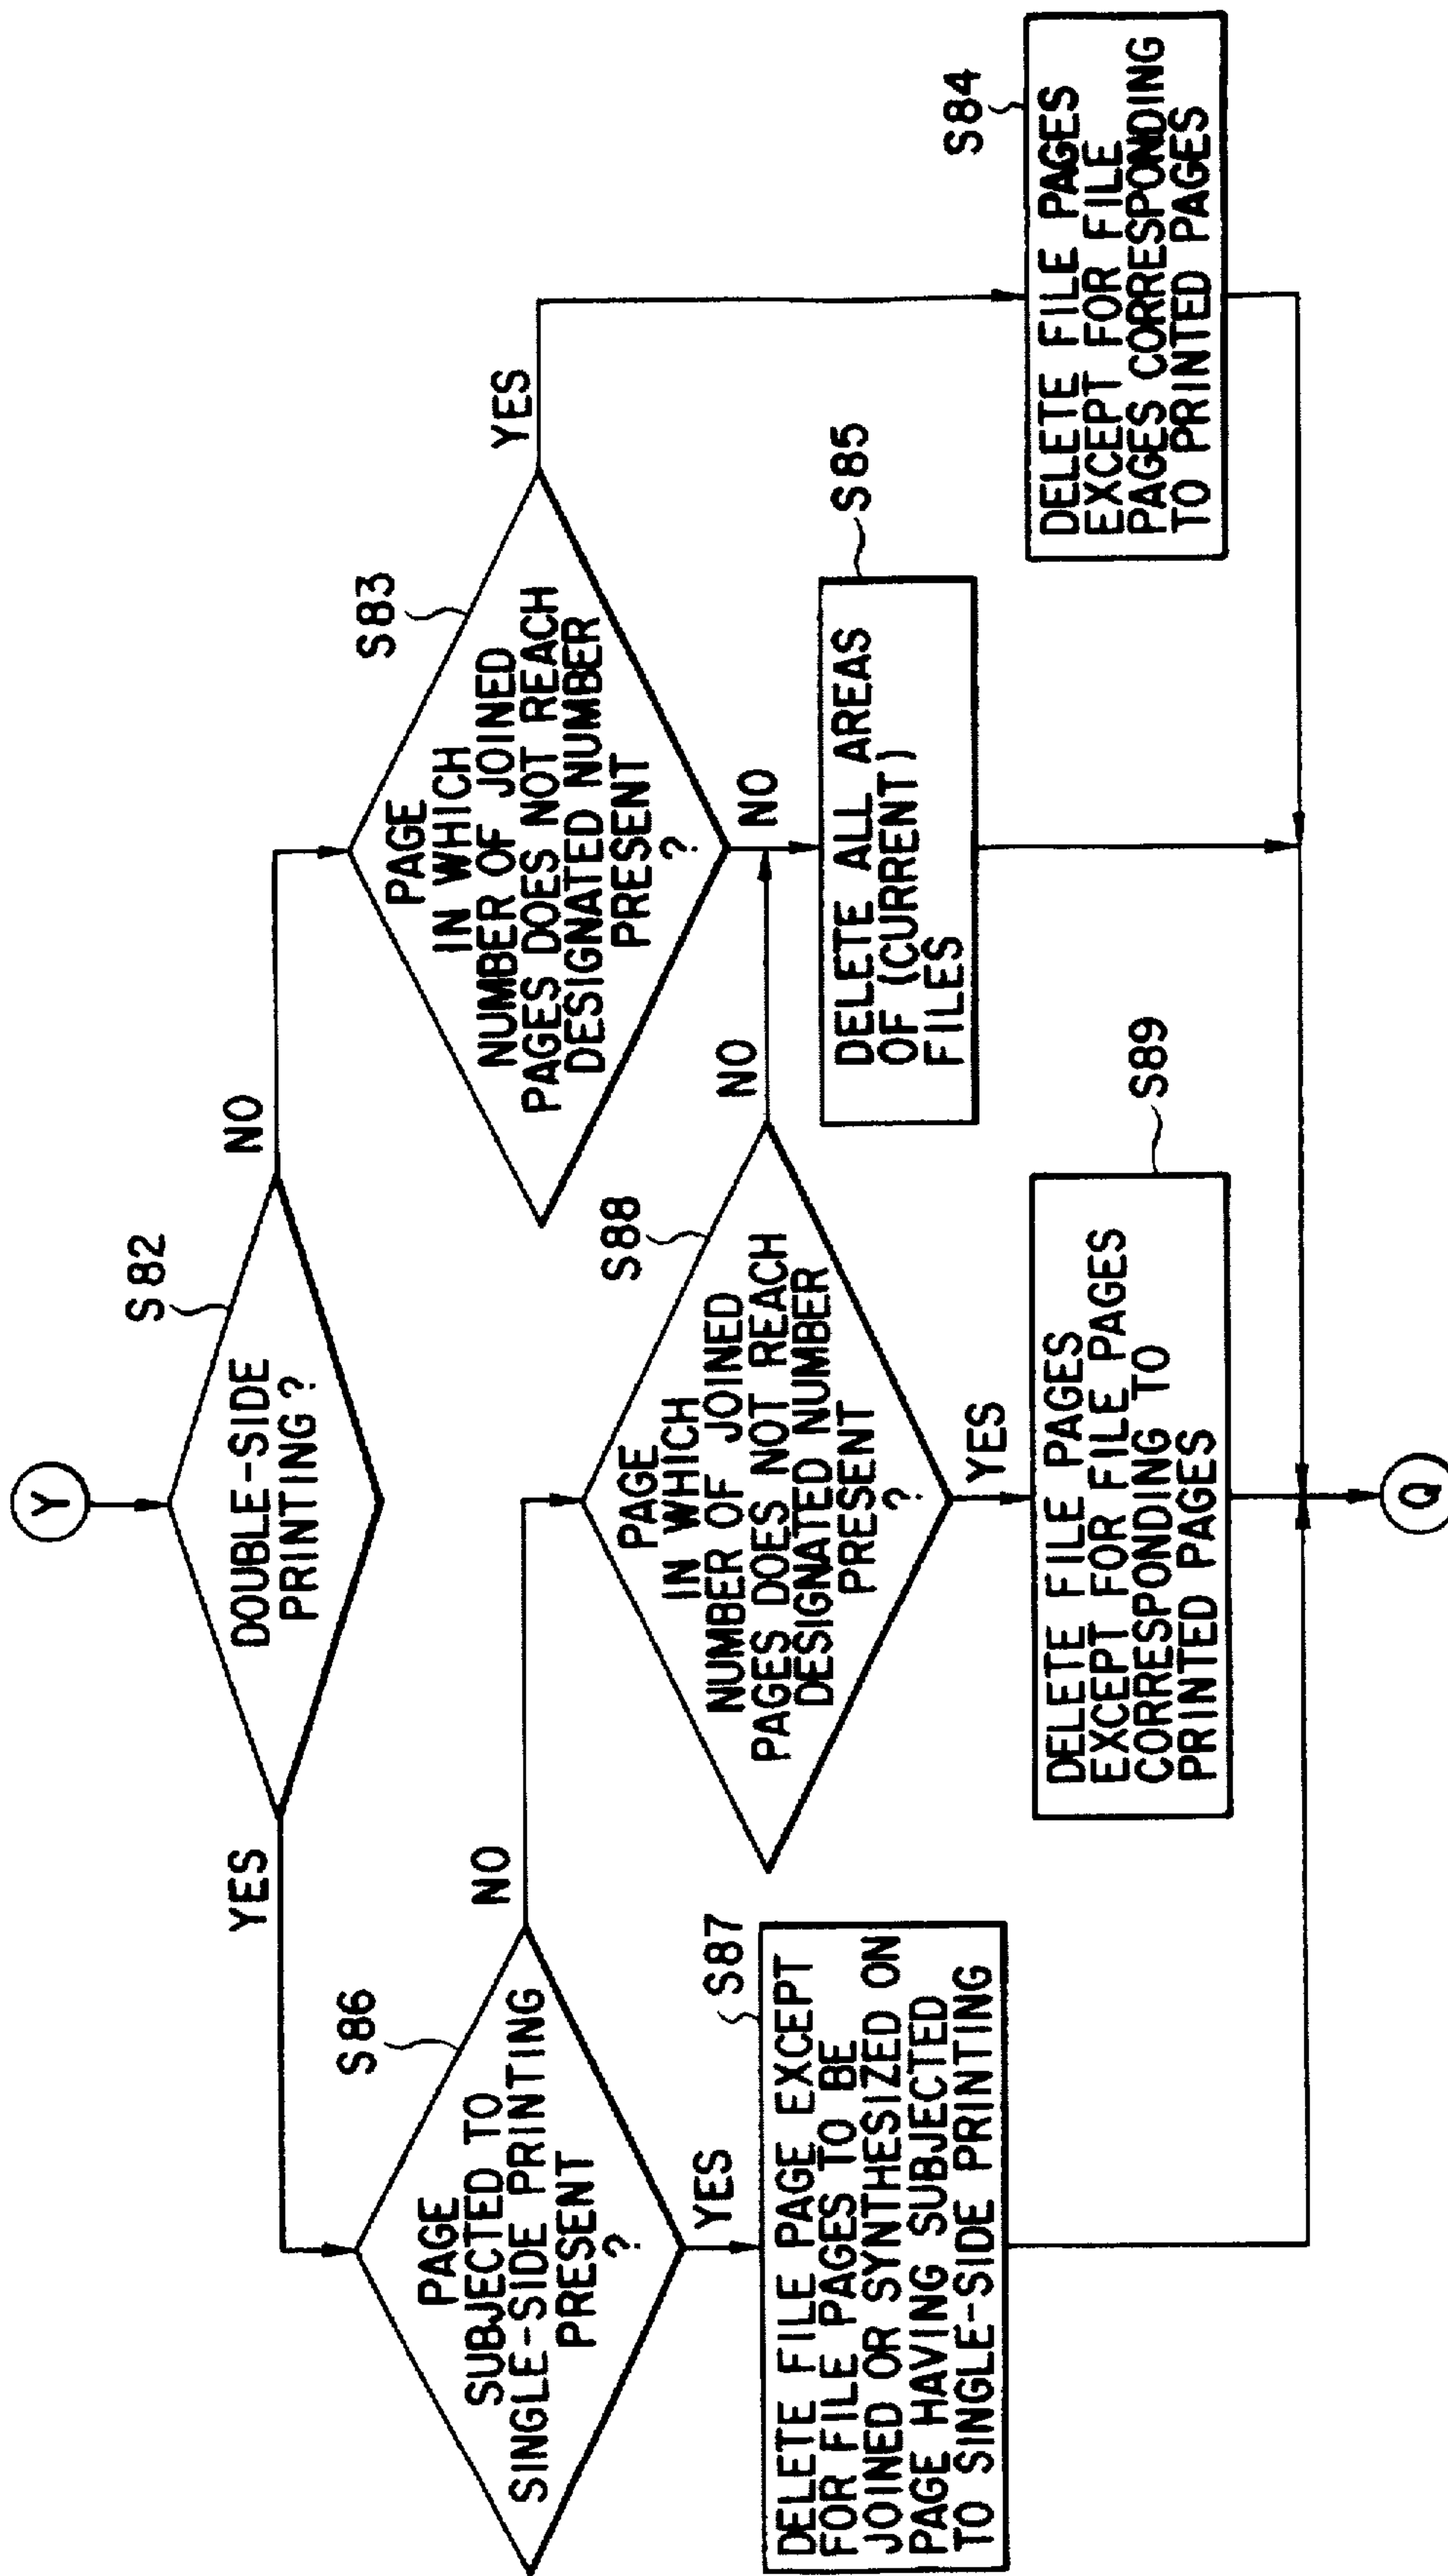 Y
S82
DOUBLE-SIDE
PRINTING?
YES
NO
S86
PAGE
SUBJECTED TO
SINGLE-SIDE PRINTING
PRESENT
?
NO
YES
S83
PAGE
IN WHICH
NUMBER OF JOINED
PAGES DOES NOT REACH
DESIGNATED NUMBER
PRESENT
?
YES
NO
S88
PAGE
IN WHICH
NUMBER OF JOINED
PAGES DOES NOT REACH
DESIGNATED NUMBER
PRESENT
?
NO
YES
S87
DELETE FILE PAGE EXCEPT
FOR FILE PAGES TO BE
JOINED OR SYNTHESIZED ON
PAGE HAVING SUBJECTED
TO SINGLE-SIDE PRINTING
S85
DELETE ALL AREAS
OF (CURRENT)
FILES
S89
DELETE FILE PAGES
EXCEPT FOR FILE PAGES
CORRESPONDING TO
PRINTED PAGES
S84
DELETE FILE PAGES
EXCEPT FOR FILE
PAGES CORRESPONDING
TO PRINTED PAGES
Q